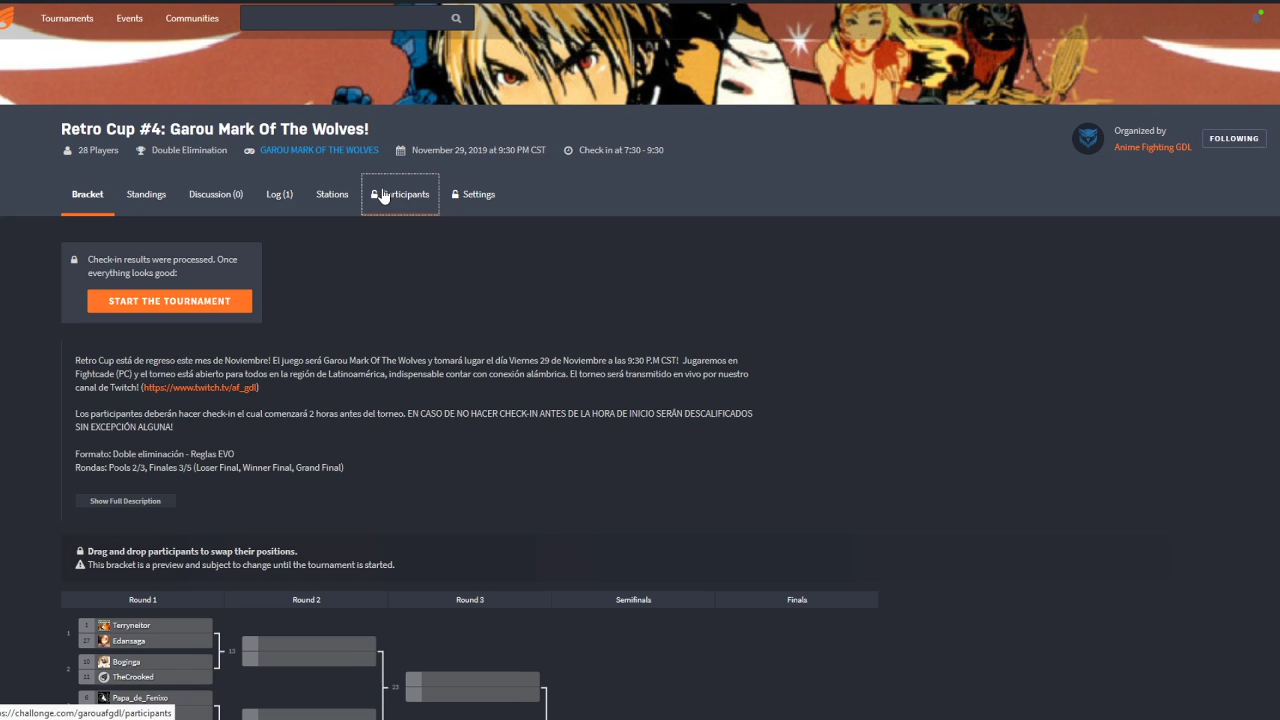 Tournaments Events Communities
Retro Cup #4: Garou Mark Of The Wolves!
28 Players Double Elimination GAROU MARK OF THE WOLVES November 29, 2019 at 9:30 PM CST Check in at 7:30 - 9:30
Organized by
Anime Fighting GDL
FOLLOWING
Bracket Standings Discussion (0) Log (1) Stations Participants Settings
Check-in results were processed. Once
everything looks good:
START THE TOURNAMENT
Retro Cup está de regreso este mes de Noviembre! El juego será Garou Mark Of The Wolves y tomará lugar el día Viernes 29 de Noviembre a las 9:30 P.M CST! Jugaremos en
Fightcade (PC) y el torneo está abierto para todos en la región de Latinoamérica, indispensable contar con conexión alámbrica. El torneo será transmitido en vivo por nuestro
canal de Twitch! (https://www.twitch.tv/af_gdl)
Los participantes deberán hacer check-in el cual comenzará 2 horas antes del torneo. EN CASO DE NO HACER CHECK-IN ANTES DE LA HORA DE INICIO SERÁN DESCALIFICADOS
SIN EXCEPCIÓN ALGUNA!
Formato: Doble eliminación - Reglas EVO
Rondas: Pools 2/3, Finales 3/5 (Loser Final, Winner Final, Grand Final)
Show Full Description
Drag and drop participants to swap their positions.
This bracket is a preview and subject to change until the tournament is started.
Round 1 Round 2 Round 3 Semifinals Finals
1 Terryneitor
1
27 Edansaga
13
10 Boginga
2
11 TheCrooked
23
6 Papa_de_Fenixo
s://challonge.com/garouafgdl/participants